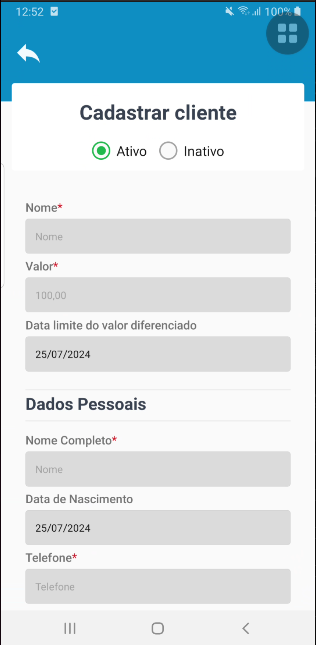 12:52
100%
Cadastrar cliente
Ativo Inativo
Nome*
Nome
Valor*
100,00
Data limite do valor diferenciado
25/07/2024
Dados Pessoais
Nome Completo*
Nome
Data de Nascimento
25/07/2024
Telefone*
Telefone